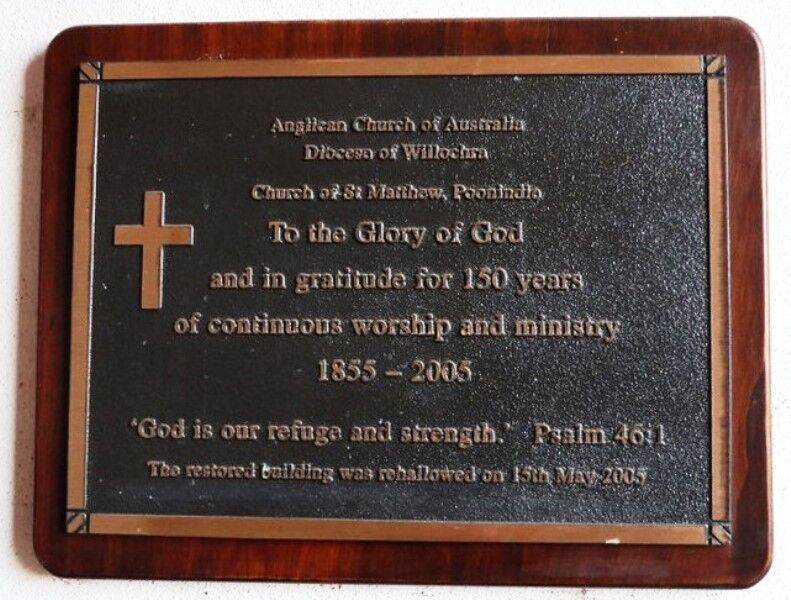 Anglican Church of Australia
Diocese of Willochra
Church of St Matthew, Poonindie
To the Glory of God
and in gratitude for 150 years
of continuous worship and ministry
1855 – 2005
‘God is our refuge and strength.’ Psalm 46:1
The restored building was rehallowed on 15th May 2005